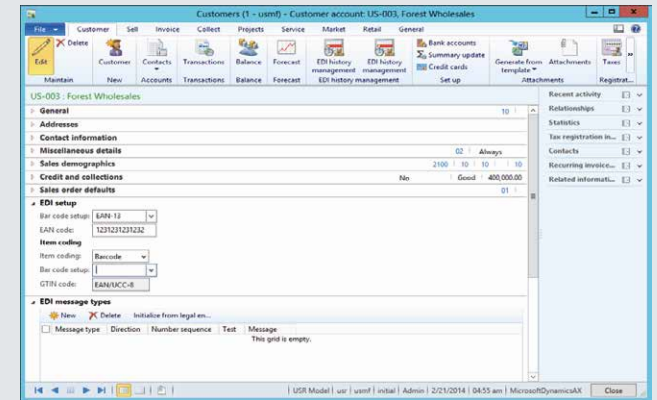 Customers (1 - usmf) - Customer account: US-003, Forest Wholesales
File Customer Sell Invoice Collect Projects Service Market Retail General
Edit Delete Customer Contacts Transactions Balance Forecast EDI history management EDI history management Bank accounts Summary update Credit cards Generate from template Attachments Taxes
Maintain New Accounts Transactions Balance Forecast EDI history management Set up Attachments Registrat...
US-003 : Forest Wholesales
General 10
Addresses
Contact information
Miscellaneous details 02 Always
Sales demographics 2100 10 10 10
Credit and collections No Good 400,000.00
Sales order defaults 01
EDI setup
Bar code setup: EAN-13
EAN code: 1231231231232
Item coding
Item coding: Barcode
Bar code setup:
GTIN code: EAN/UCC-8
EDI message types
New Delete Initialize from legal en...
Message type Direction Number sequence Test Message
This grid is empty.
Recent activity
Relationships
Statistics
Tax registration in...
Contacts
Recurring invoice...
Related informati...
USR Model usr usmf initial Admin 2/21/2014 04:55 am MicrosoftDynamicsAX Close